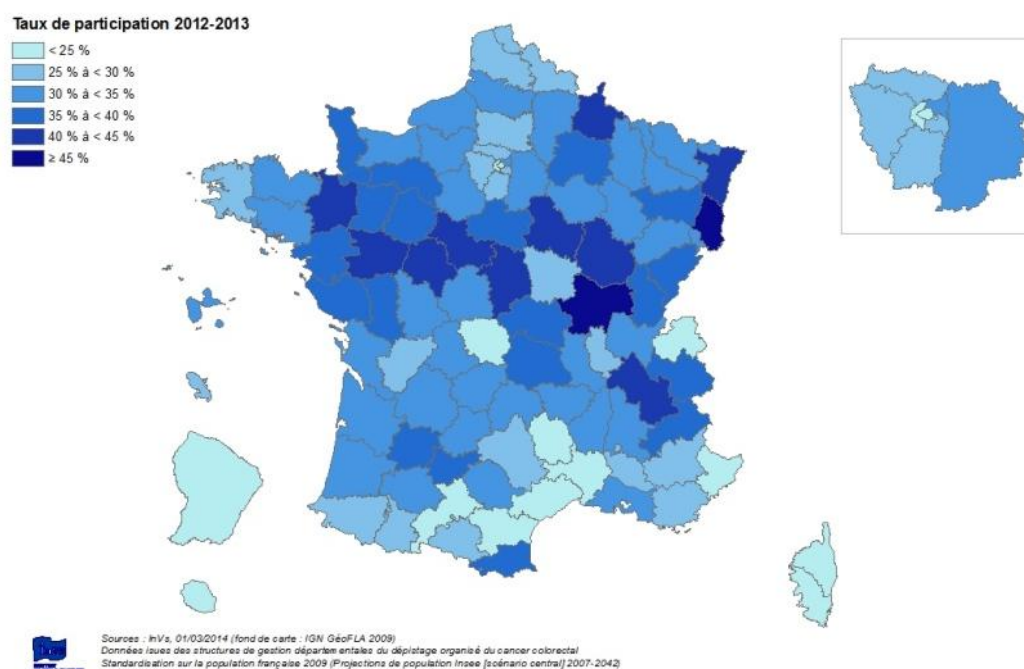 Taux de participation 2012-2013
< 25 %
25 % à < 30 %
30 % à < 35 %
35 % à < 40 %
40 % à < 45 %
≥ 45 %
Sources : InVs, 01/03/2014 (fond de carte : IGN GéoFLA 2009)
Données issues des structures de gestion départementales du dépistage organisé du cancer colorectal
Standardisation sur la population française 2009 (Projections de population Insee [scénario central] 2007-2042)